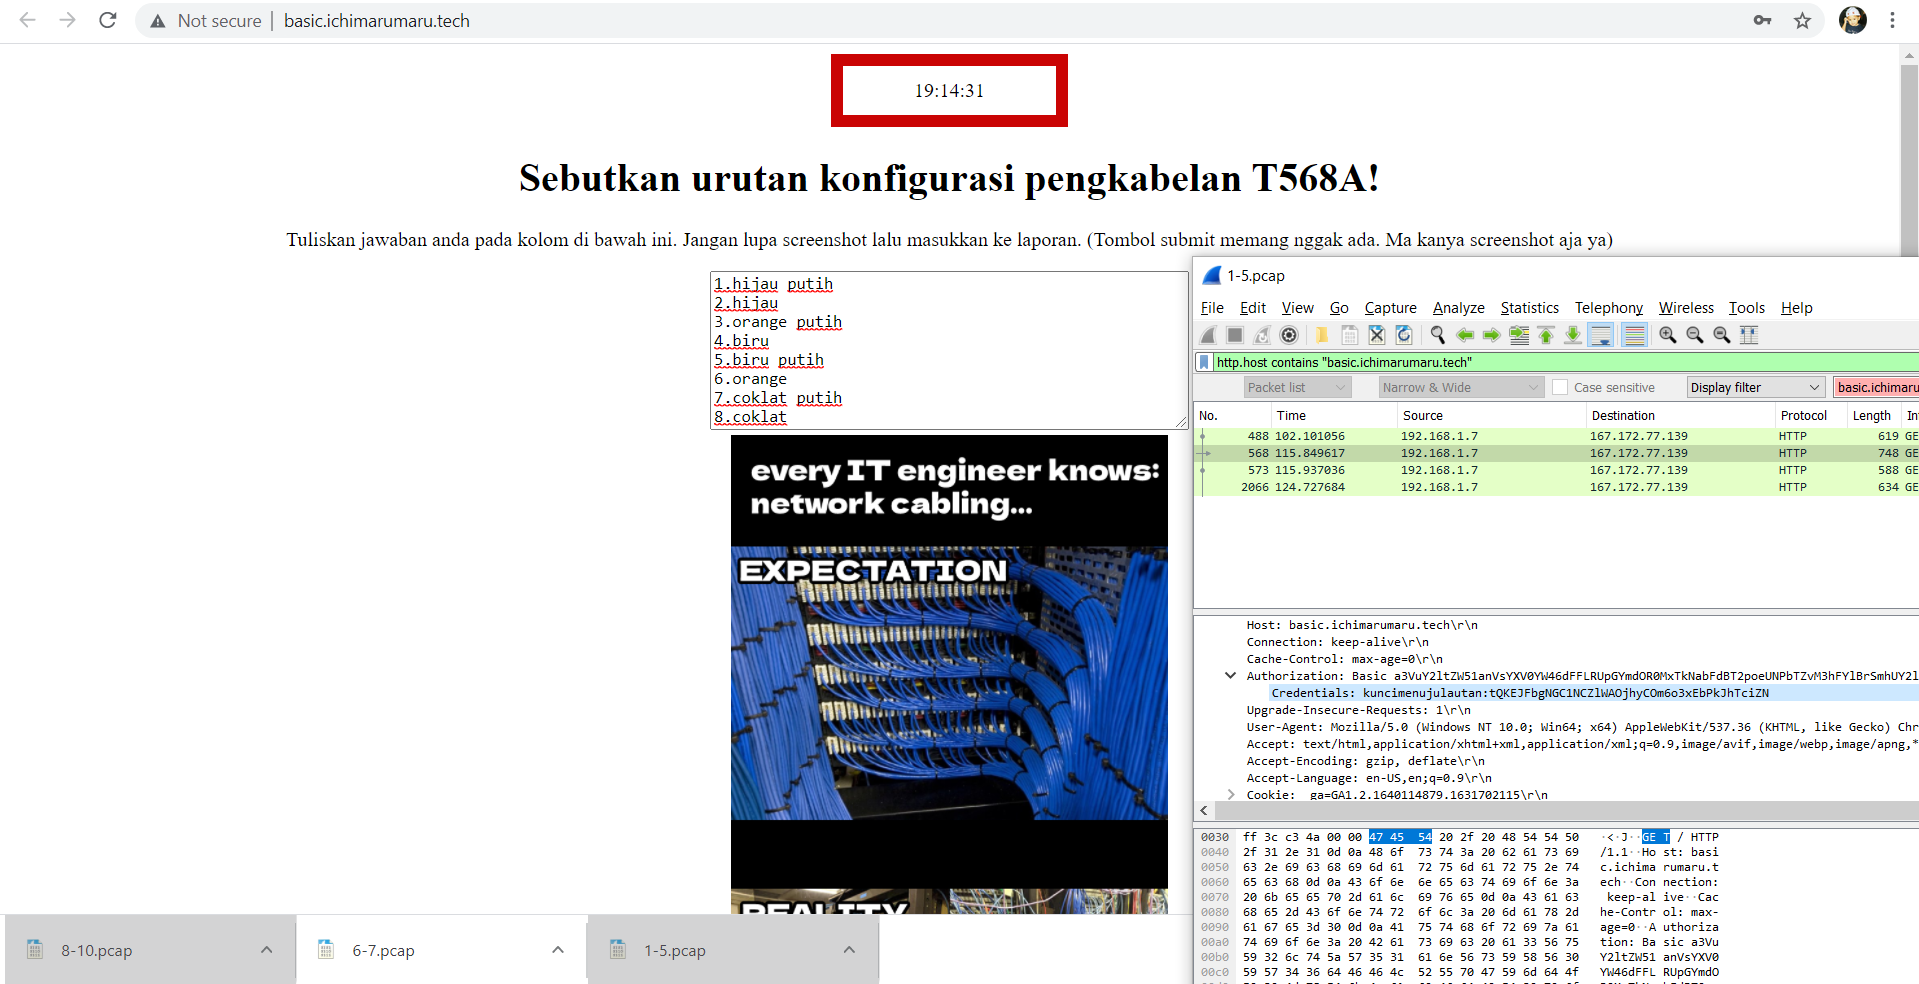 Not secure | basic.ichimarumaru.tech
19:14:31
Sebutkan urutan konfigurasi pengkabelan T568A!
Tuliskan jawaban anda pada kolom di bawah ini. Jangan lupa screenshot lalu masukkan ke laporan. (Tombol submit memang nggak ada. Ma kanya screenshot aja ya)
1.hijau putih
2.hijau
3.orange putih
4.biru
5.biru putih
6.orange
7.coklat putih
8.coklat
every IT engineer knows:
network cabling...
EXPECTATION
REALITY
1-5.pcap
File Edit View Go Capture Analyze Statistics Telephony Wireless Tools Help
http.host contains "basic.ichimarumaru.tech"
Packet list Narrow & Wide Case sensitive Display filter basic.ichimaru
No. Time Source Destination Protocol Length In
488 102.101056 192.168.1.7 167.172.77.139 HTTP 619 GE
568 115.849617 192.168.1.7 167.172.77.139 HTTP 748 GE
573 115.937036 192.168.1.7 167.172.77.139 HTTP 588 GE
2066 124.727684 192.168.1.7 167.172.77.139 HTTP 634 GE
Host: basic.ichimarumaru.tech\r\n
Connection: keep-alive\r\n
Cache-Control: max-age=0\r\n
Authorization: Basic a3VuY2ltZW51anVsYXV0YW46dFFLRUpGYmdOR0MxTkNabFdBT2poeUNPbTZvM3hFYlBrSmhUY2l
Credentials: kuncimenujulautan:tQKEJFbgNGC1NCZlWAOjhyCOm6o3xEbPkJhTciZN
Upgrade-Insecure-Requests: 1\r\n
User-Agent: Mozilla/5.0 (Windows NT 10.0; Win64; x64) AppleWebKit/537.36 (KHTML, like Gecko) Chr
Accept: text/html,application/xhtml+xml,application/xml;q=0.9,image/avif,image/webp,image/apng,*
Accept-Encoding: gzip, deflate\r\n
Accept-Language: en-US,en;q=0.9\r\n
Cookie: _ga=GA1.2.1640114879.1631702115\r\n
0030 ff 3c c3 4a 00 00 47 45 54 20 2f 20 48 54 54 50 ·<·J··GE T / HTTP
0040 2f 31 2e 31 0d 0a 48 6f 73 74 3a 20 62 61 73 69 /1.1··Ho st: basi
0050 63 2e 69 63 68 69 6d 61 72 75 6d 61 72 75 2e 74 c.ichima rumaru.t
0060 65 63 68 0d 0a 43 6f 6e 6e 65 63 74 69 6f 6e 3a ech··Con nection:
0070 20 6b 65 65 70 2d 61 6c 69 76 65 0d 0a 43 61 63 keep-al ive··Cac
0080 68 65 2d 43 6f 6e 74 72 6f 6c 3a 20 6d 61 78 2d he-Contr ol: max-
0090 61 67 65 3d 30 0d 0a 41 75 74 68 6f 72 69 7a 61 age=0··A uthoriza
00a0 74 69 6f 6e 3a 20 42 61 73 69 63 20 61 33 56 75 tion: Ba sic a3Vu
00b0 59 32 6c 74 5a 57 35 31 61 6e 56 73 59 58 56 30 Y2ltZW51 anVsYXV0
00c0 59 57 34 36 64 46 46 4c 52 55 70 47 59 6d 64 4f YW46dFFL RUpGYmdO
8-10.pcap
6-7.pcap
1-5.pcap